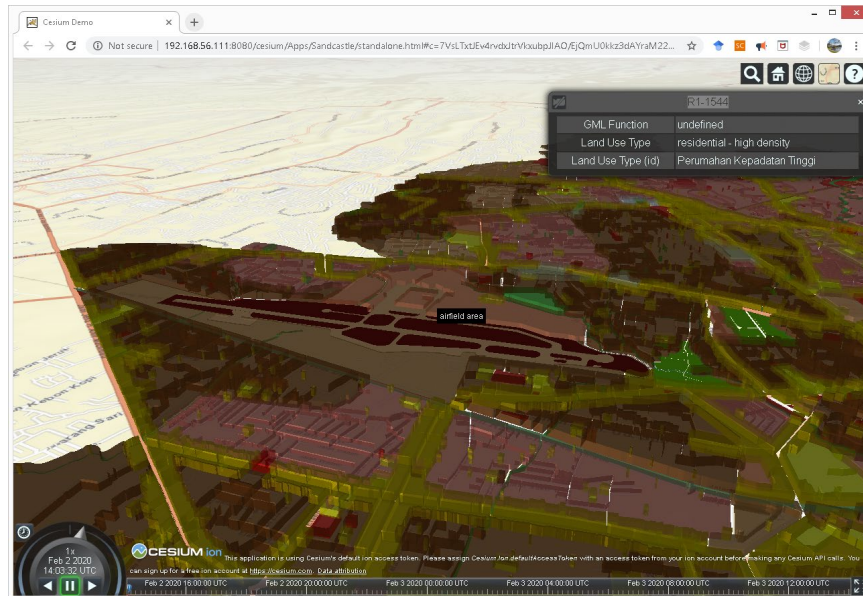 Cesium Demo
Not secure | 192.168.56.111:8080/cesium/Apps/Sandcastle/standalone.html#c=7VsLTxtJEv4rvdxJtrVkxubpJIAO/EjQmU0kkz3dAYraM22...
R1-1544
GML Function undefined
Land Use Type residential - high density
Land Use Type (id) Perumahan Kepadatan Tinggi
airfield area
1x
Feb 2 2020
14:03:32 UTC
CESIUM ion
This application is using Cesium's default ion access token. Please assign Cesium.Ion.defaultAccessToken with an access token from your ion account before making any Cesium API calls. You
can sign up for a free ion account at https://cesium.com. Data attribution
Feb 2 2020 16:00:00 UTC Feb 2 2020 20:00:00 UTC Feb 3 2020 00:00:00 UTC Feb 3 2020 04:00:00 UTC Feb 3 2020 08:00:00 UTC Feb 3 2020 12:00:00 UTC